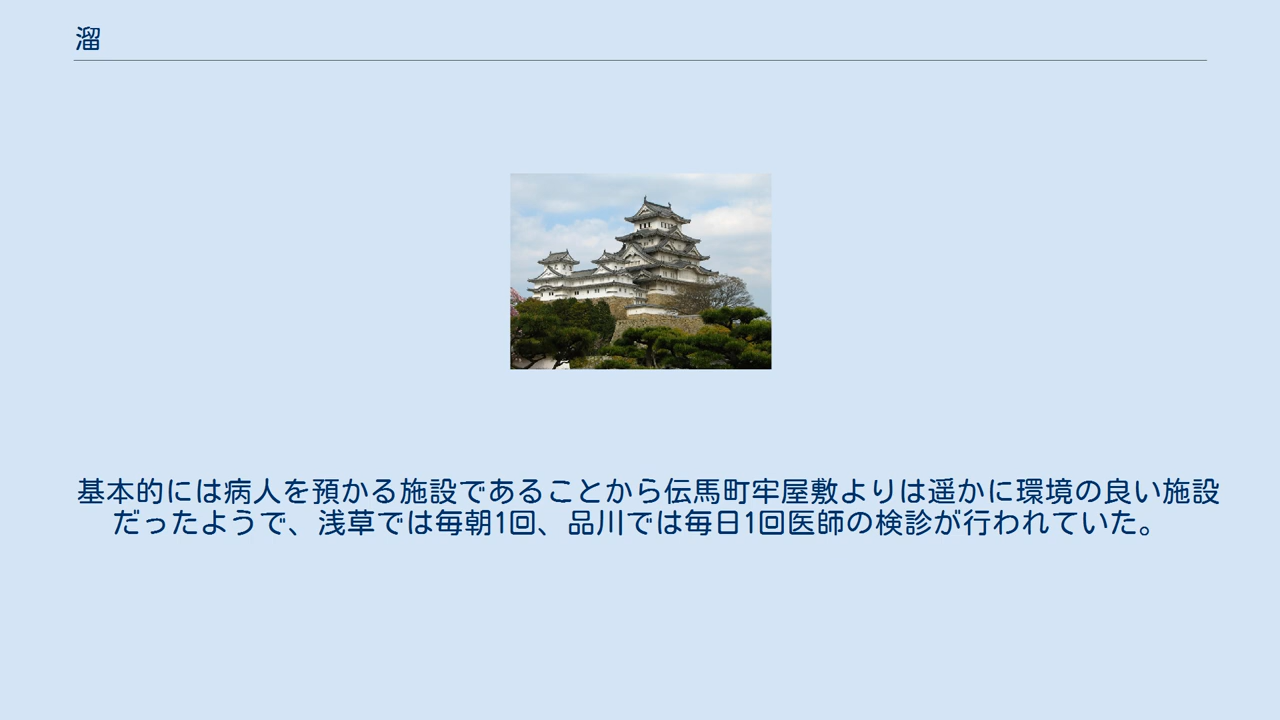 溜
基本的には病人を預かる施設であることから伝馬町牢屋敷よりは遥かに環境の良い施設
だったようで、浅草では毎朝1回、品川では毎日1回医師の検診が行われていた。